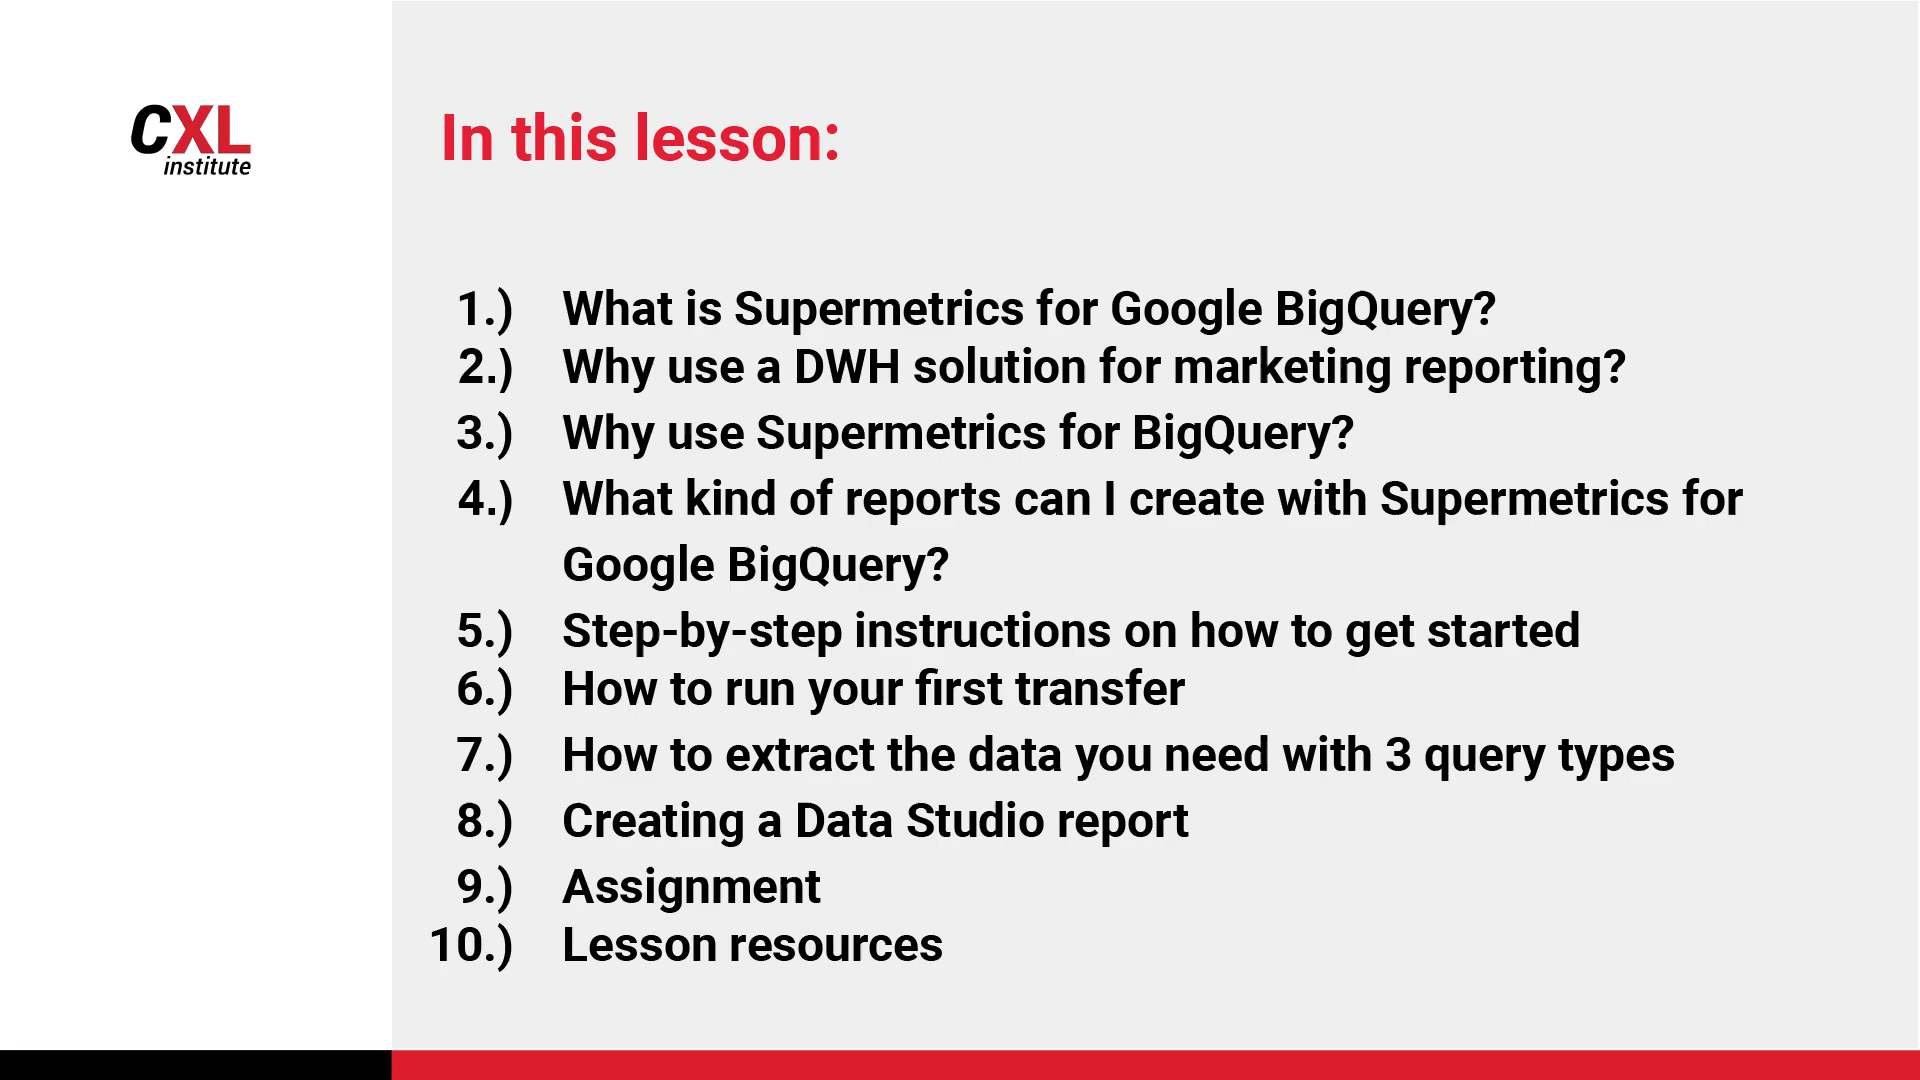 CXL
institute
In this lesson:
1.) What is Supermetrics for Google BigQuery?
2.) Why use a DWH solution for marketing reporting?
3.) Why use Supermetrics for BigQuery?
4.) What kind of reports can I create with Supermetrics for
Google BigQuery?
5.) Step-by-step instructions on how to get started
6.) How to run your first transfer
7.) How to extract the data you need with 3 query types
8.) Creating a Data Studio report
9.) Assignment
10.) Lesson resources